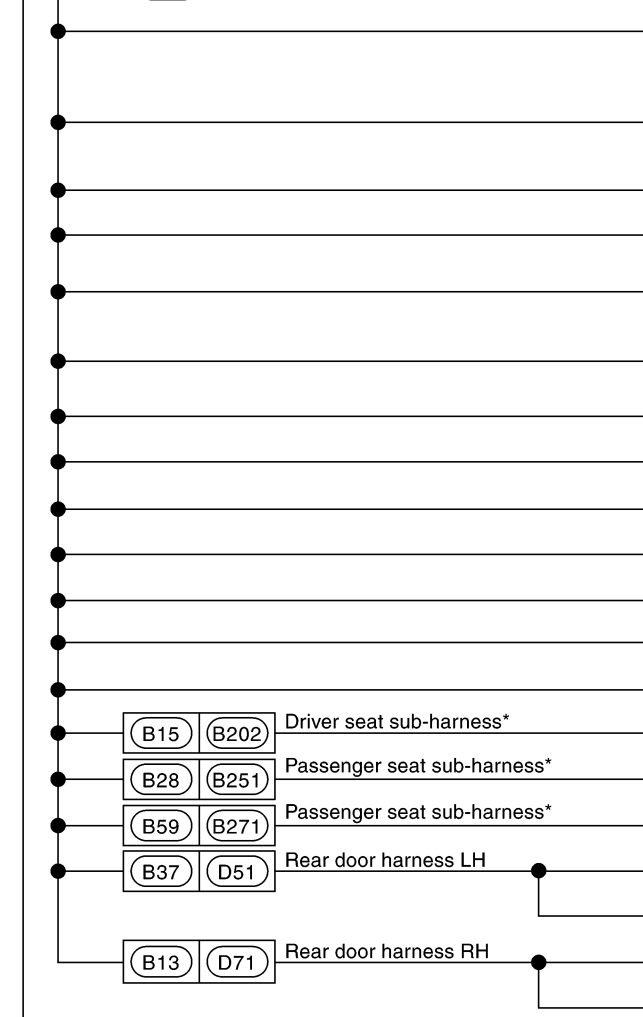 B15 B202 Driver seat sub-harness*
B28 B251 Passenger seat sub-harness*
B59 B271 Passenger seat sub-harness*
B37 D51 Rear door harness LH
B13 D71 Rear door harness RH